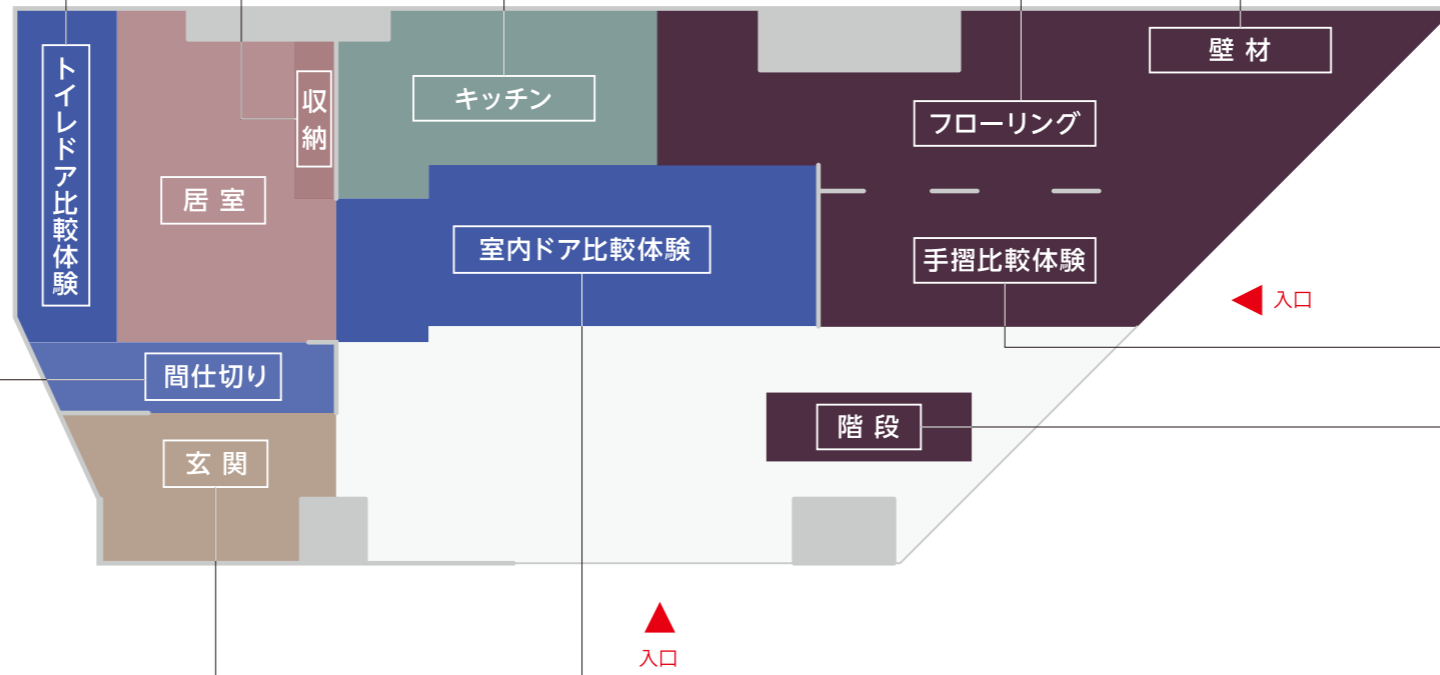 トイレドア比較体験
居室
収納
キッチン
壁材
フローリング
室内ドア比較体験
手摺比較体験
入口
間仕切り
階段
玄関
入口